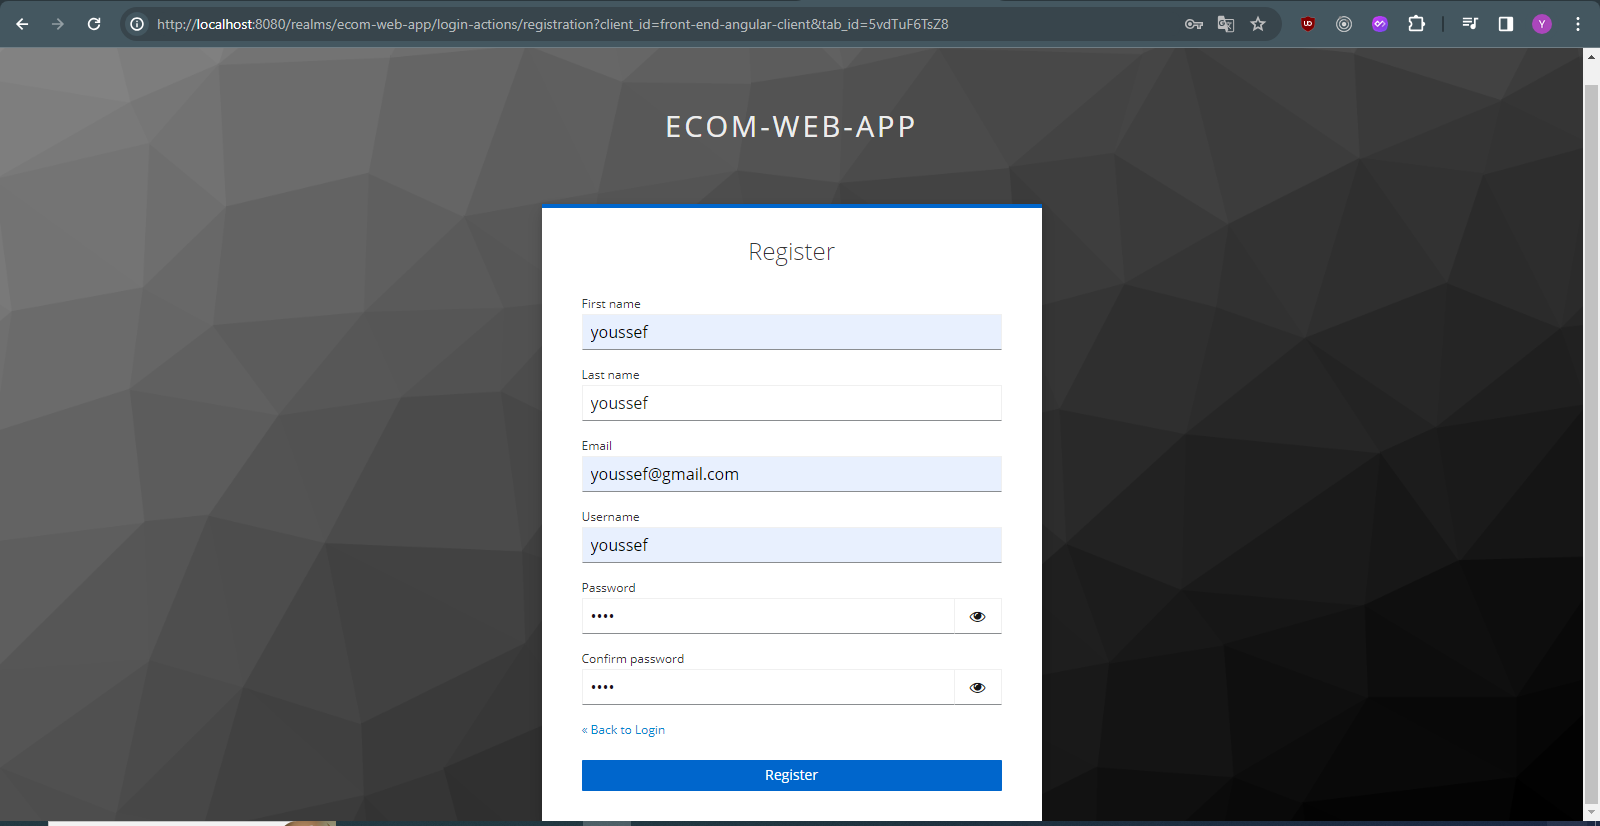 http://localhost:8080/realms/ecom-web-app/login-actions/registration?client_id=front-end-angular-client&tab_id=5vdTuF6TsZ8
Y
ECOM-WEB-APP
Register
First name
youssef
Last name
youssef
Email
youssef@gmail.com
Username
youssef
Password
••••
Confirm password
••••
« Back to Login
Register